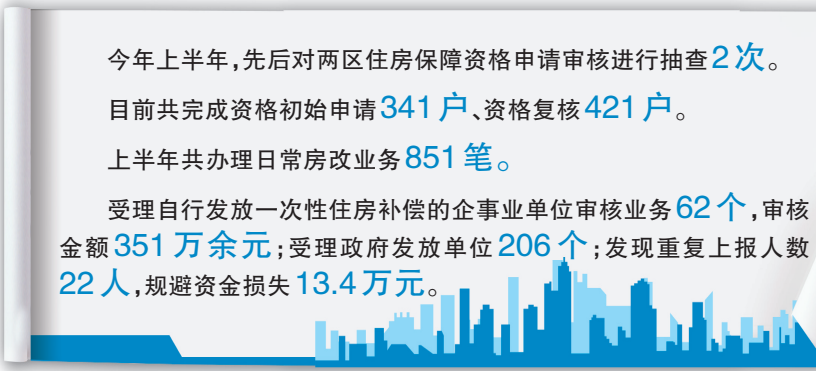 今年上半年,先后对两区住房保障资格申请审核进行抽查2次。
目前共完成资格初始申请341户、资格复核421户。
上半年共办理日常房改业务851笔。
受理自行发放一次性住房补偿的企事业单位审核业务62个,审核
金额351万余元;受理政府发放单位206个;发现重复上报人数
22人,规避资金损失13.4万元。